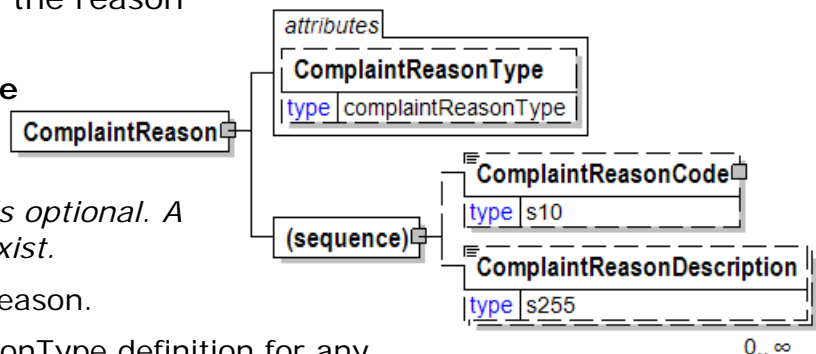 the reason
attributes
ComplaintReasonType
type complaintReasonType
e
ComplaintReason
ComplaintReasonCode
type s10
s optional. A
xist.
(sequence)
ComplaintReasonDescription
type s255
eason.
onType definition for any
0..∞